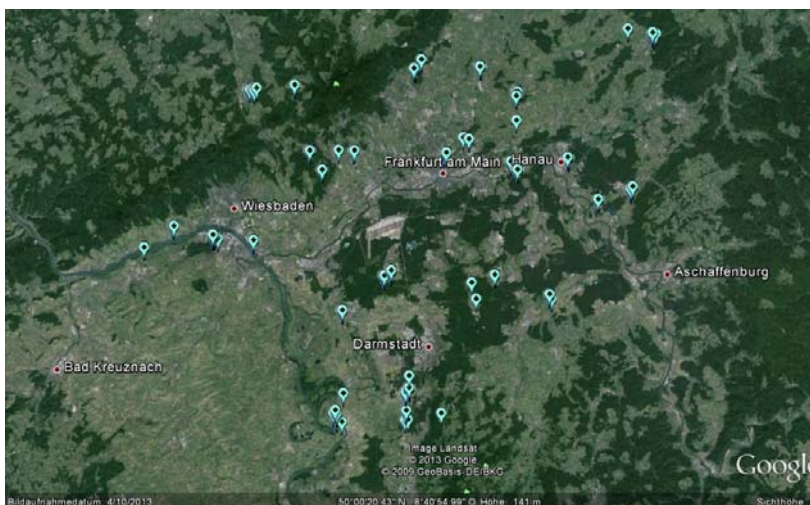 Frankfurt am Main
Hanau
Wiesbaden
Aschaffenburg
Darmstadt
Bad Kreuznach
Image Landsat
© 2013 Google
© 2009 GeoBasis-DE/BKG
Google
Bildaufnahmedatum: 4/10/2013 50°00'20.43" N 8°40'54.99" O Höhe 141 m Sichthöhe